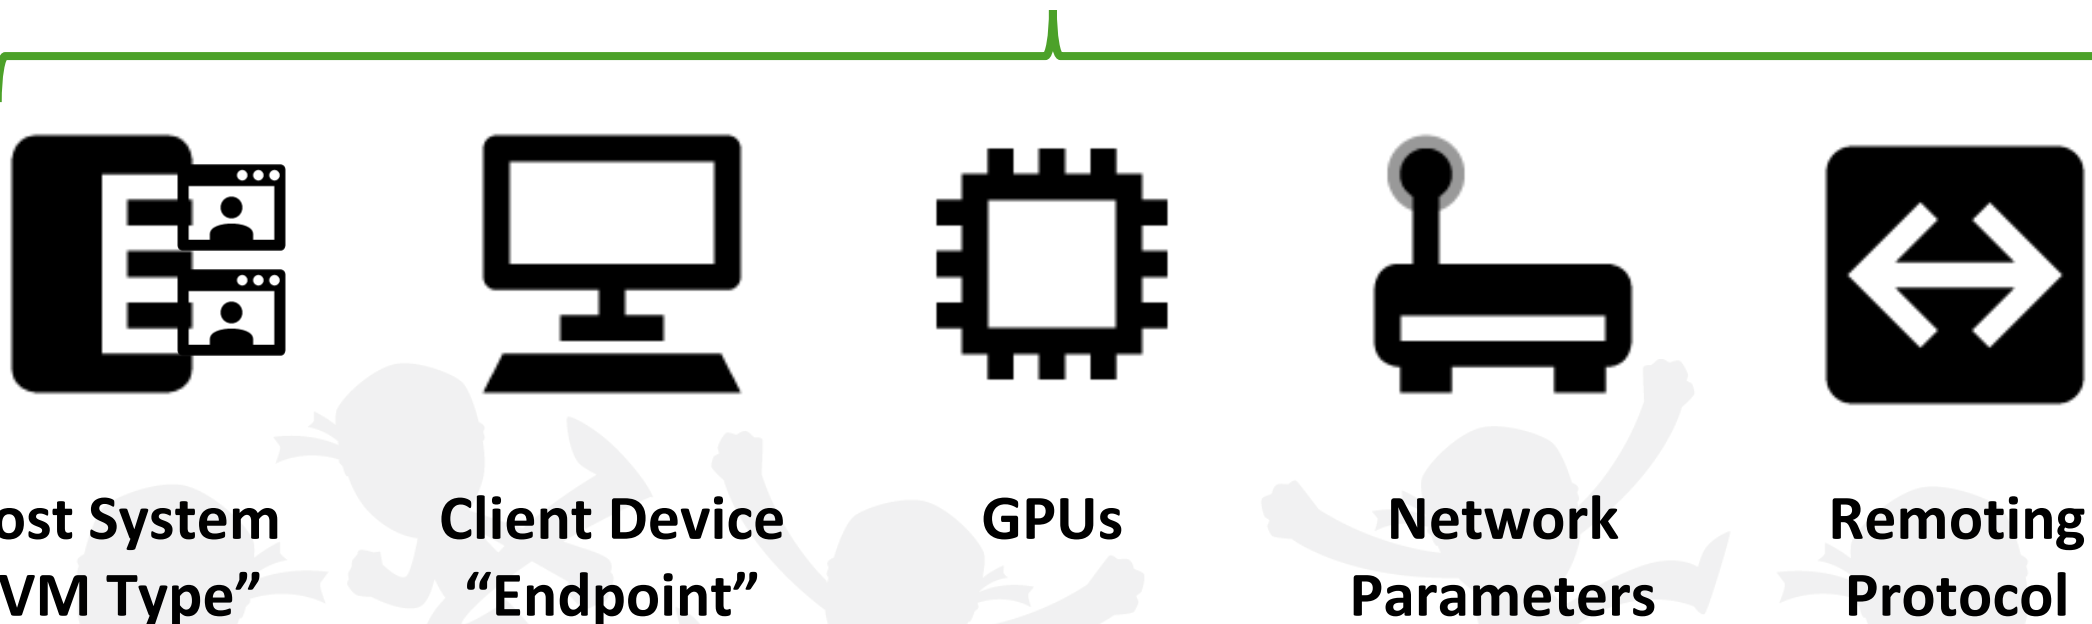 ost System
VM Type”
Client Device
“Endpoint”
GPUs
Network
Parameters
Remoting
Protocol